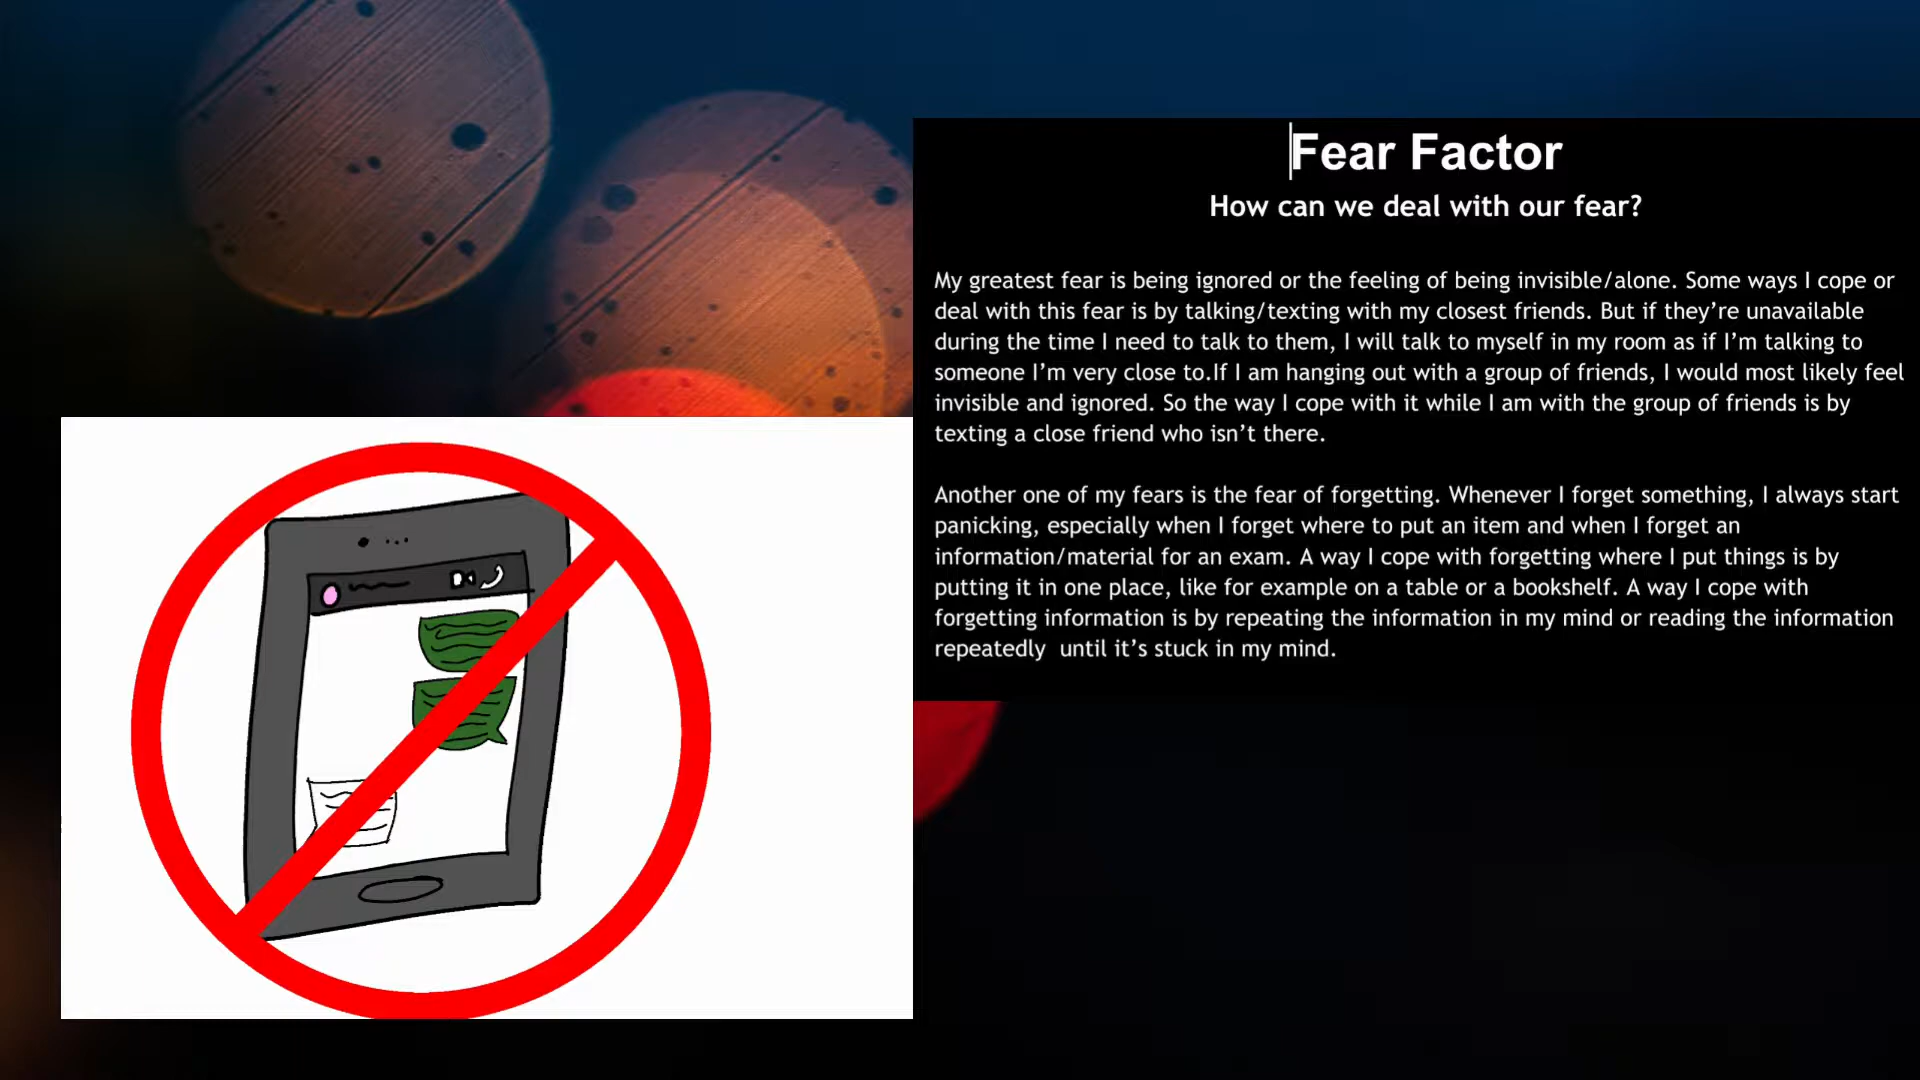 Fear Factor
How can we deal with our fear?
My greatest fear is being ignored or the feeling of being invisible/alone. Some ways I cope or
deal with this fear is by talking/texting with my closest friends. But if they’re unavailable
during the time I need to talk to them, I will talk to myself in my room as if I’m talking to
someone I’m very close to.If I am hanging out with a group of friends, I would most likely feel
invisible and ignored. So the way I cope with it while I am with the group of friends is by
texting a close friend who isn’t there.
Another one of my fears is the fear of forgetting. Whenever I forget something, I always start
panicking, especially when I forget where to put an item and when I forget an
information/material for an exam. A way I cope with forgetting where I put things is by
putting it in one place, like for example on a table or a bookshelf. A way I cope with
forgetting information is by repeating the information in my mind or reading the information
repeatedly  until it’s stuck in my mind.